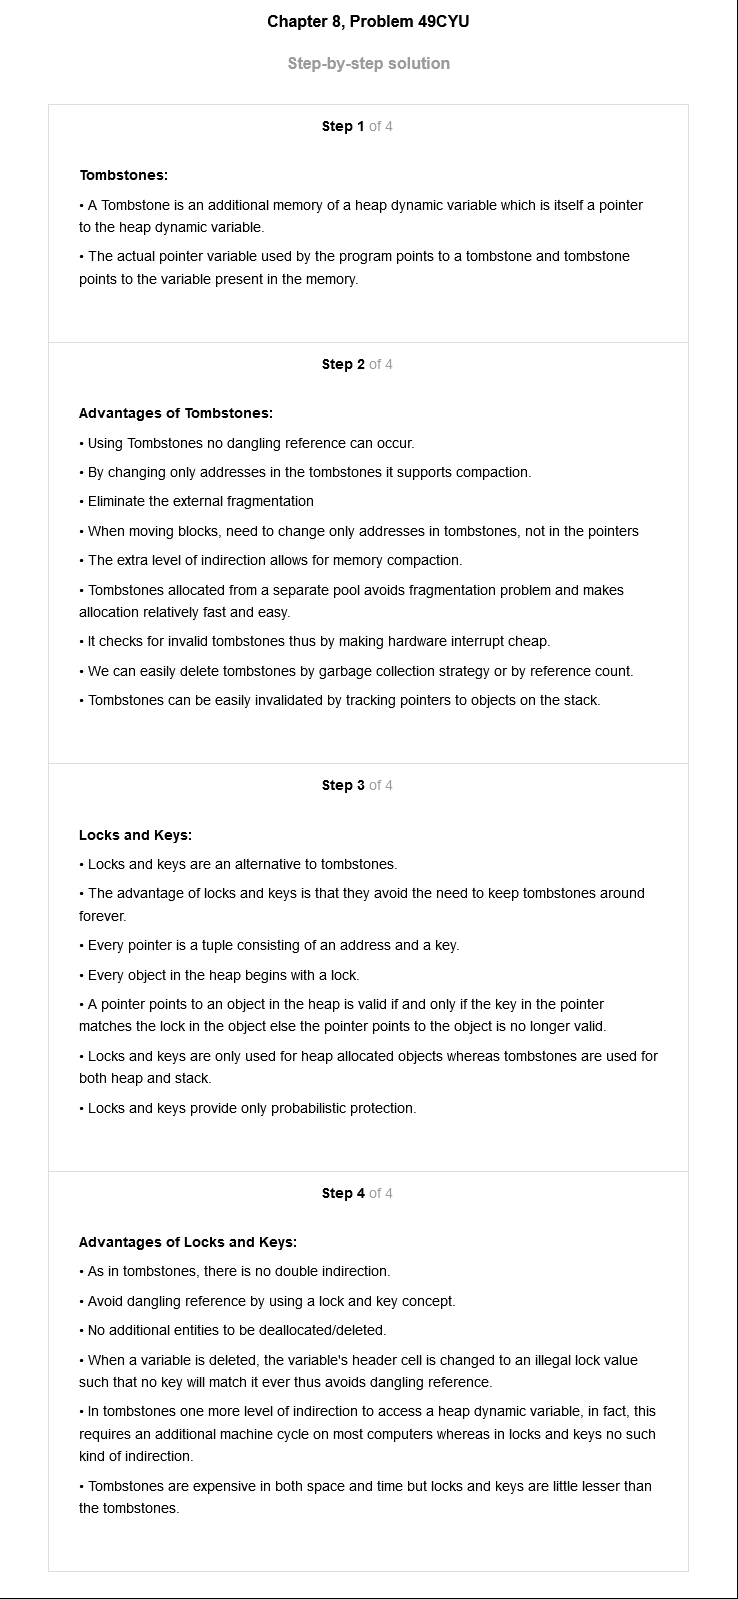 Chapter 8, Problem 49CYU
Step-by-step solution
Step 1 of 4
Tombstones:
• A Tombstone is an additional memory of a heap dynamic variable which is itself a pointer
to the heap dynamic variable.
• The actual pointer variable used by the program points to a tombstone and tombstone
points to the variable present in the memory.
Step 2 of 4
Advantages of Tombstones:
• Using Tombstones no dangling reference can occur.
• By changing only addresses in the tombstones it supports compaction.
• Eliminate the external fragmentation
• When moving blocks, need to change only addresses in tombstones, not in the pointers
• The extra level of indirection allows for memory compaction.
• Tombstones allocated from a separate pool avoids fragmentation problem and makes
allocation relatively fast and easy.
• It checks for invalid tombstones thus by making hardware interrupt cheap.
• We can easily delete tombstones by garbage collection strategy or by reference count.
• Tombstones can be easily invalidated by tracking pointers to objects on the stack.
Step 3 of 4
Locks and Keys:
• Locks and keys are an alternative to tombstones.
• The advantage of locks and keys is that they avoid the need to keep tombstones around
forever.
• Every pointer is a tuple consisting of an address and a key.
• Every object in the heap begins with a lock.
• A pointer points to an object in the heap is valid if and only if the key in the pointer
matches the lock in the object else the pointer points to the object is no longer valid.
• Locks and keys are only used for heap allocated objects whereas tombstones are used for
both heap and stack.
• Locks and keys provide only probabilistic protection.
Step 4 of 4
Advantages of Locks and Keys:
• As in tombstones, there is no double indirection.
• Avoid dangling reference by using a lock and key concept.
• No additional entities to be deallocated/deleted.
• When a variable is deleted, the variable's header cell is changed to an illegal lock value
such that no key will match it ever thus avoids dangling reference.
• In tombstones one more level of indirection to access a heap dynamic variable, in fact, this
requires an additional machine cycle on most computers whereas in locks and keys no such
kind of indirection.
• Tombstones are expensive in both space and time but locks and keys are little lesser than
the tombstones.